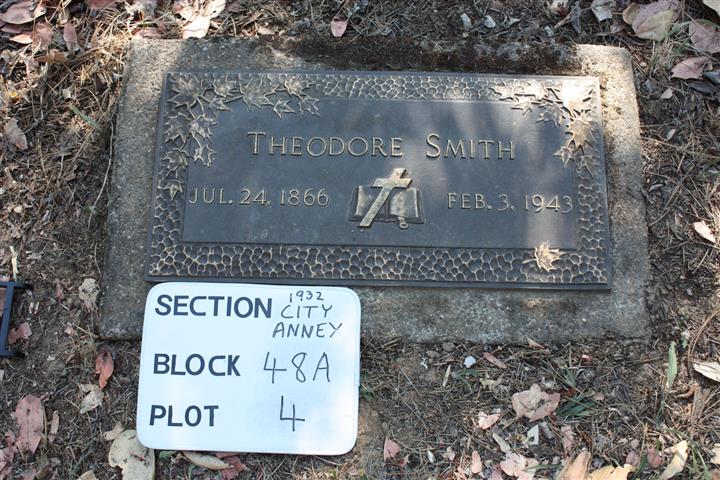 THEODORE SMITH
JUL. 24, 1866
FEB. 3, 1943
SECTION 1932 CITY ANNEY
BLOCK 48A
PLOT 4